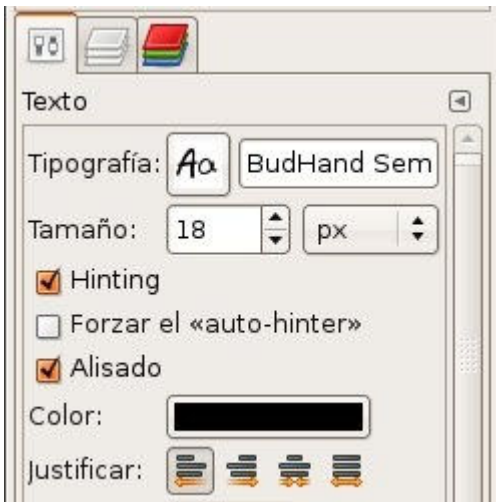 Texto
Tipografía: Aa BudHand Sem
Tamaño: 18 px
Hinting
Forzar el «auto-hinter»
Alisado
Color:
Justificar: